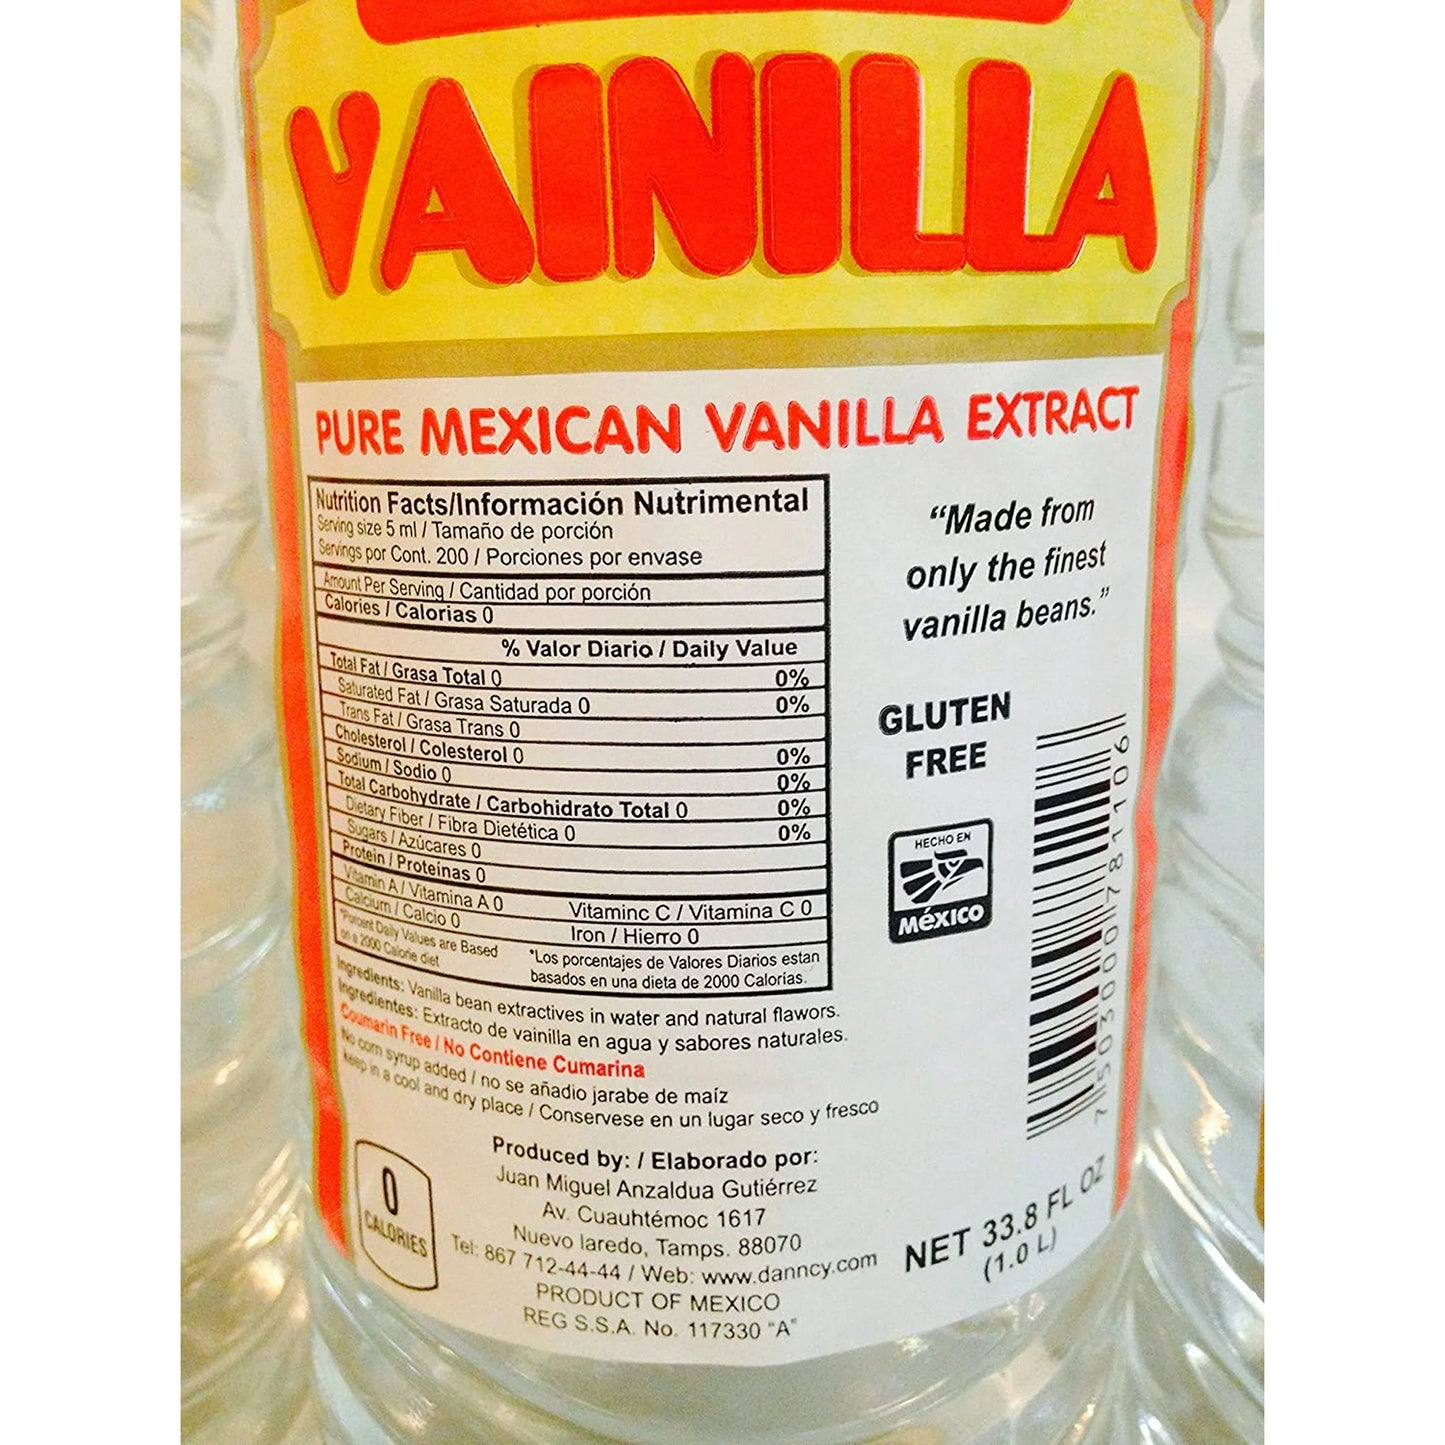 VAINILLA
PURE MEXICAN VANILLA EXTRACT
Nutrition Facts/Información Nutrimental
Serving size 5 ml / Tamaño de porción
Servings por Cont. 200 / Porciones por envase
Amount Per Serving / Cantidad por porción
Calories / Calorias 0
% Valor Diario / Daily Value
Total Fat / Grasa Total 0 0%
Saturated Fat / Grasa Saturada 0 0%
Trans Fat / Grasa Trans 0
Cholesterol / Colesterol 0 0%
Sodium / Sodio 0 0%
Total Carbohydrate / Carbohidrato Total 0 0%
Dietary Fiber / Fibra Dietética 0 0%
Sugars / Azúcares 0
Protein / Proteínas 0
Vitamin A / Vitamina A 0 Vitaminc C / Vitamina C 0
Calcium / Calcio 0 Iron / Hierro 0
*Porcent Daily Values are Based
on a 2000 Calorie diet
*Los porcentajes de Valores Diarios estan
basados en una dieta de 2000 Calorías.
Ingredients: Vanilla bean extractives in water and natural flavors.
Ingredientes: Extracto de vainilla en agua y sabores naturales.
Coumarin Free / No Contiene Cumarina
No corn syrup added / no se añadio jarabe de maíz
keep in a cool and dry place / Conservese en un lugar seco y fresco
0
CALORIES
Produced by: / Elaborado por:
Juan Miguel Anzaldua Gutiérrez
Av. Cuauhtémoc 1617
Nuevo laredo, Tamps. 88070
Tel: 867 712-44-44 / Web: www.danncy.com
PRODUCT OF MEXICO
REG S.S.A. No. 117330 "A"
“Made from
only the finest
vanilla beans.”
GLUTEN
FREE
HECHO EN
México
7 503000 781106
NET 33.8 FL OZ
(1.0 L)